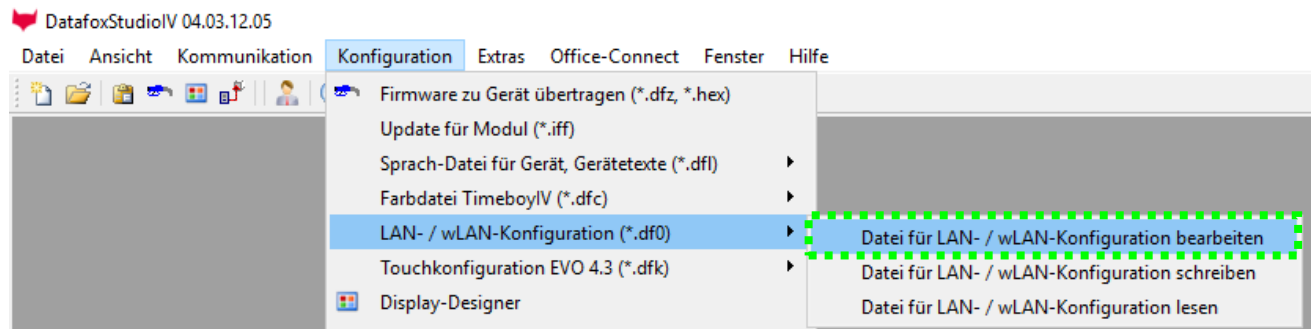 DatafoxStudioIV 04.03.12.05
Datei Ansicht Kommunikation Konfiguration Extras Office-Connect Fenster Hilfe
Firmware zu Gerät übertragen (*.dfz, *.hex)
Update für Modul (*.iff)
Sprach-Datei für Gerät, Gerätetexte (*.dfl)
Farbdatei TimeboyIV (*.dfc)
LAN- / wLAN-Konfiguration (*.df0)
Datei für LAN- / wLAN-Konfiguration bearbeiten
Touchkonfiguration EVO 4.3 (*.dfk)
Datei für LAN- / wLAN-Konfiguration schreiben
Display-Designer
Datei für LAN- / wLAN-Konfiguration lesen